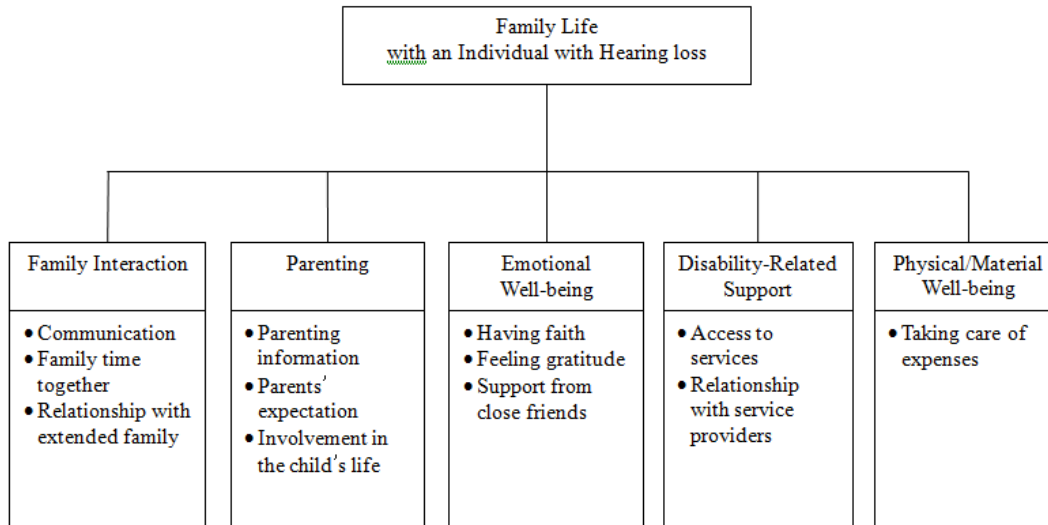 Family Life
with an Individual with Hearing loss
Family Interaction
• Communication
• Family time
together
• Relationship with
extended family
Parenting
• Parenting
information
• Parents’
expectation
• Involvement in
the child’s life
Emotional
Well-being
• Having faith
• Feeling gratitude
• Support from
close friends
Disability-Related
Support
• Access to
services
• Relationship
with service
providers
Physical/Material
Well-being
• Taking care of
expenses